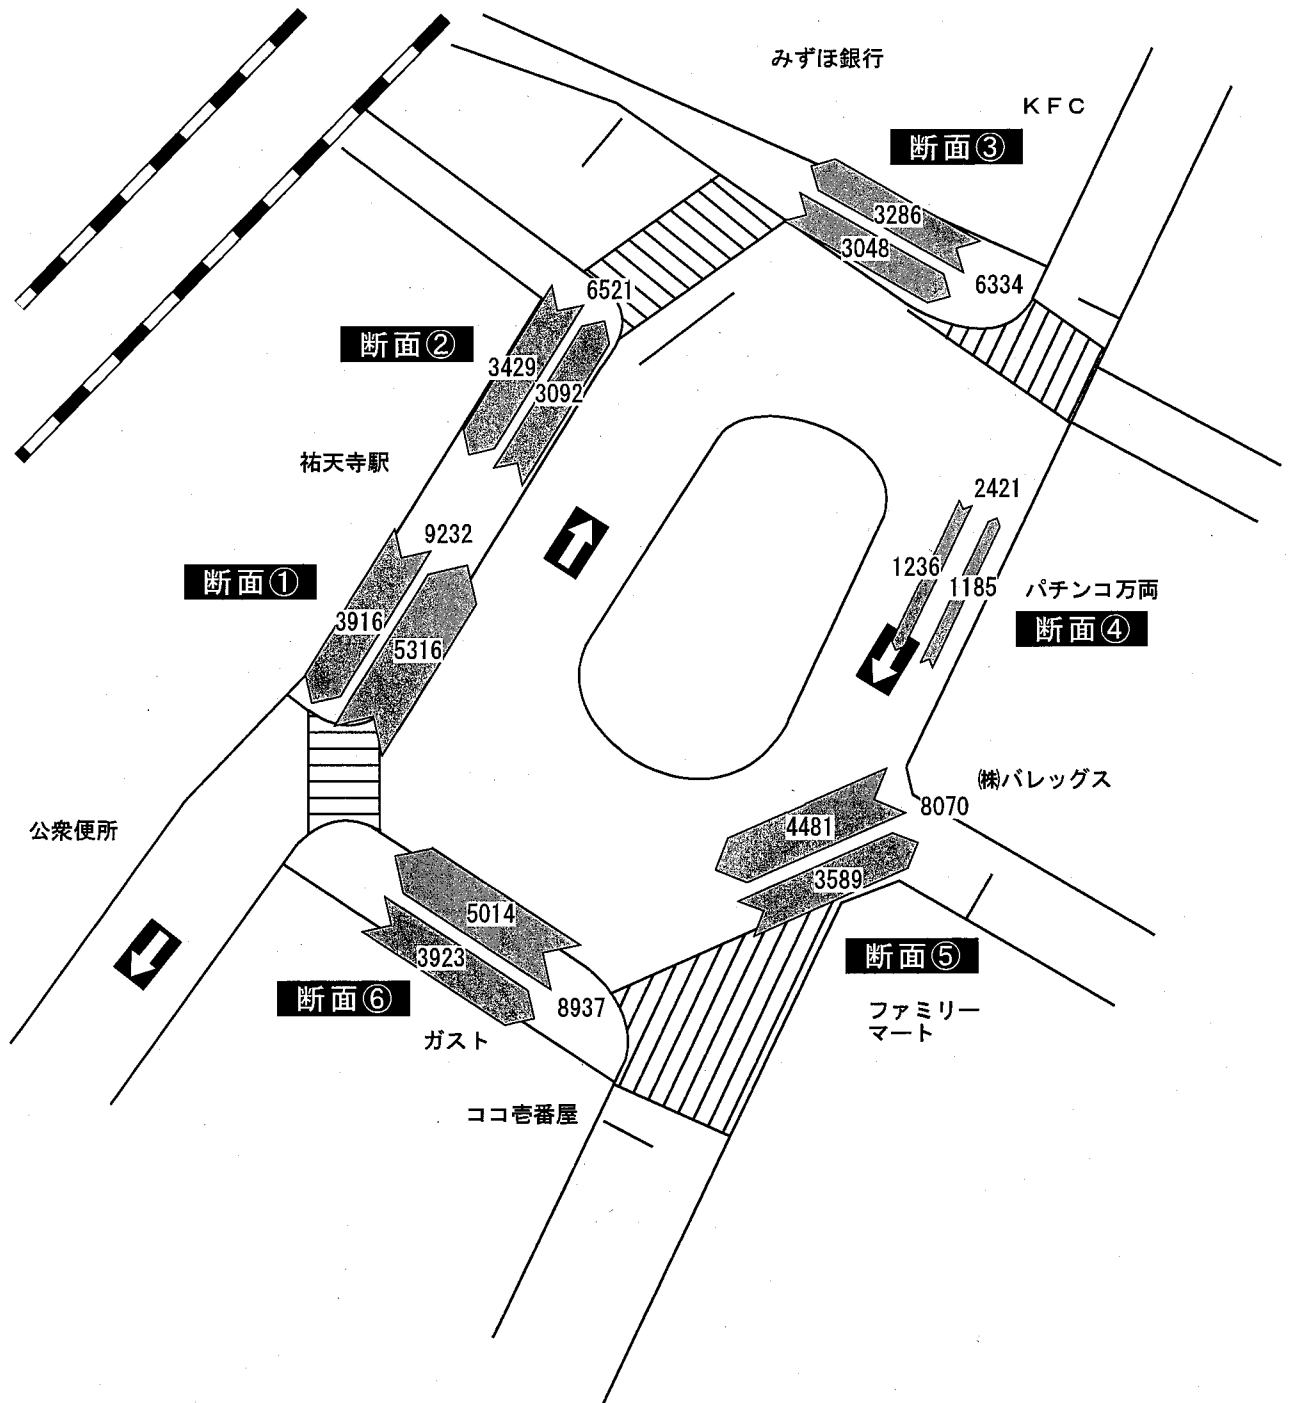 みずほ銀行
KFC
断面③
3286
3048
6334
6521
断面②
3429
3092
祐天寺駅
2421
9232
1236
1185
断面①
パチンコ万両
断面④
3916
5316
㈱バレッグス
8070
公衆便所
4481
3589
5014
3923
断面⑤
断面⑥
8937
ファミリー
マート
ガスト
ココ壱番屋